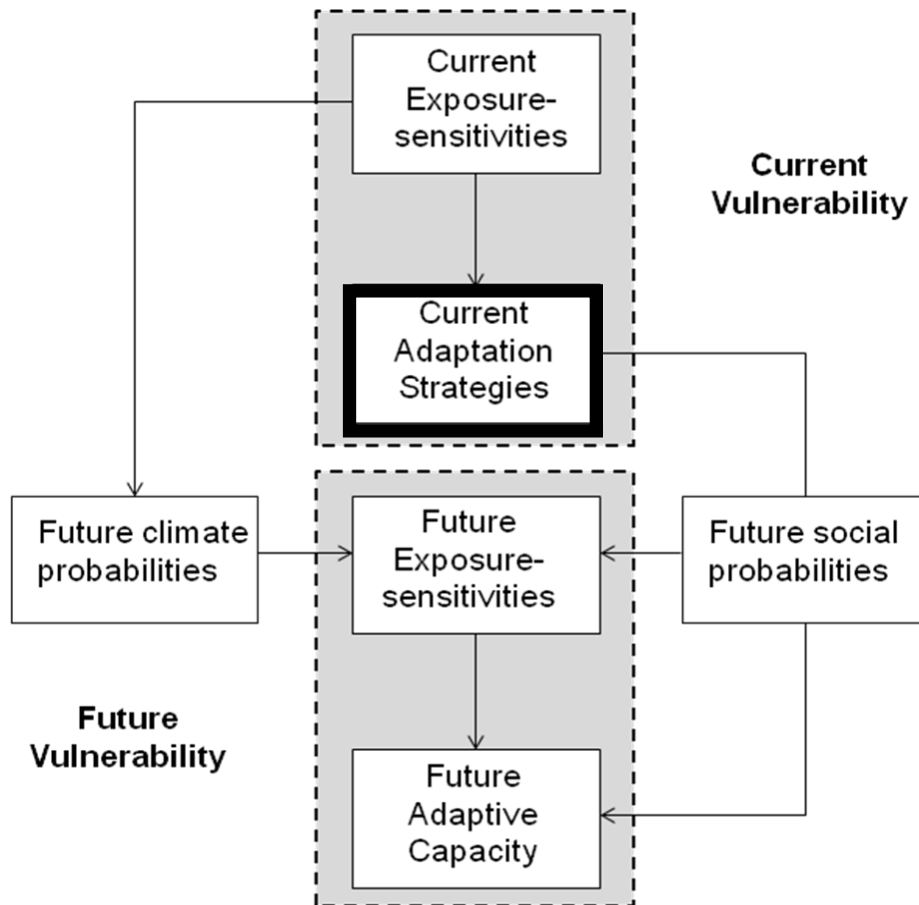 Current
Exposure-
sensitivities
Current
Vulnerability
Current
Adaptation
Strategies
Future climate
probabilities
Future
Exposure-
sensitivities
Future social
probabilities
Future
Vulnerability
Future
Adaptive
Capacity